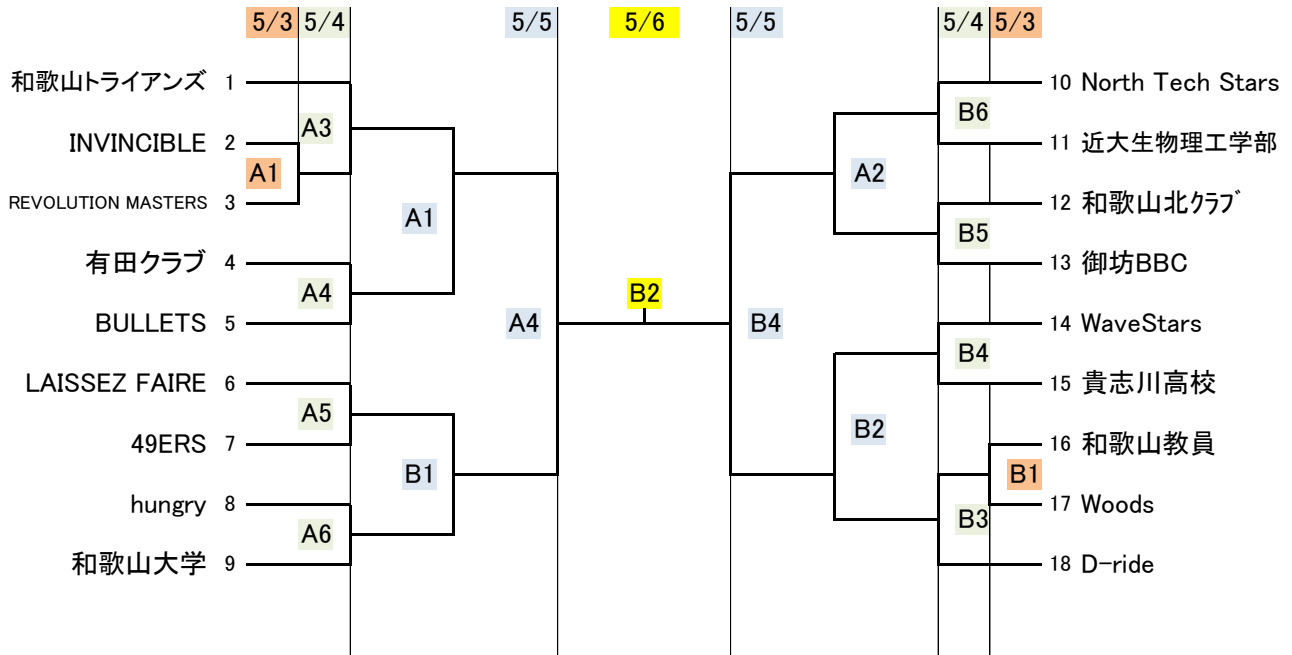 5/3 5/4 5/5 5/6 5/5 5/4 5/3
和歌山トライアンズ 1
10 North Tech Stars
B6
A3
INVINCIBLE 2
11 近大生物理工学部
A1
A2
REVOLUTION MASTERS 3
12 和歌山北クラブ
A1
B5
有田クラブ 4
13 御坊BBC
A4
B2
BULLETS 5
A4
B4
14 WaveStars
B4
LAISSEZ FAIRE 6
15 貴志川高校
A5
B2
49ERS 7
16 和歌山教員
B1
B1
hungry 8
17 Woods
A6
B3
和歌山大学 9
18 D-ride